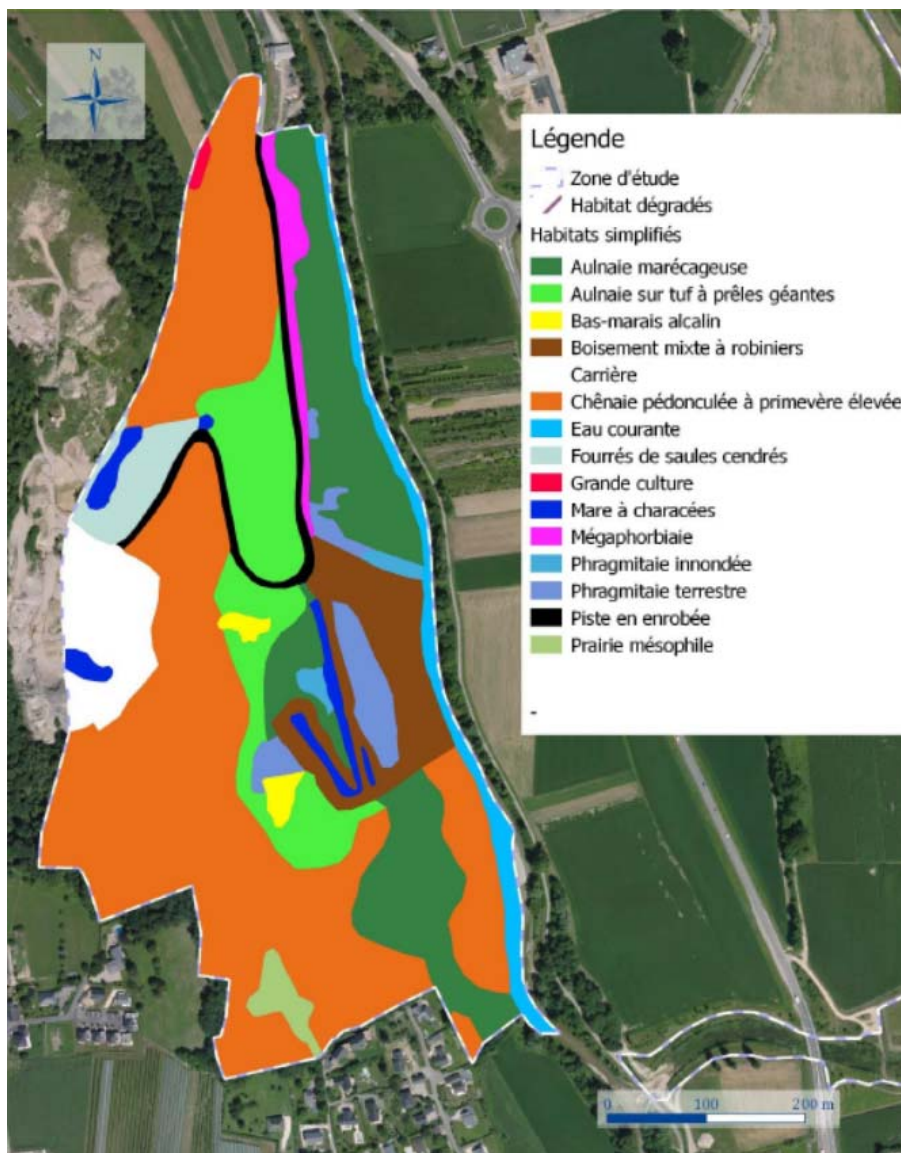 N
Légende
Zone d'étude
Habitat dégradés
Habitats simplifiés
Aulnaie marécageuse
Aulnaie sur tuf à prêles géantes
Bas-marais alcalin
Boisement mixte à robiniers
Carrière
Chênaie pédonculée à primevère élevée
Eau courante
Fourrés de saules cendrés
Grande culture
Mare à characées
Mégaphorbiaie
Phragmitaie innondée
Phragmitaie terrestre
Piste en enrobée
Prairie mésophile
-
0 100 200 m